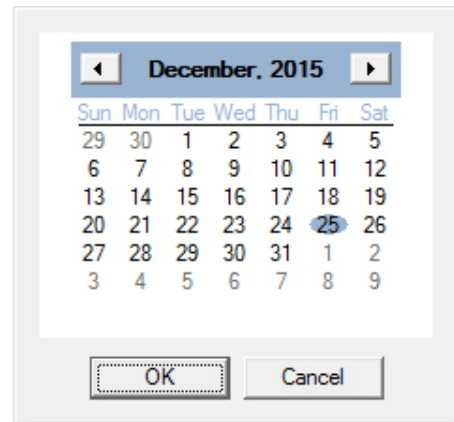 December, 2015
Sun Mon Tue Wed Thu Fri Sat
29 30 1 2 3 4 5
6 7 8 9 10 11 12
13 14 15 16 17 18 19
20 21 22 23 24 25 26
27 28 29 30 31 1 2
3 4 5 6 7 8 9
OK Cancel